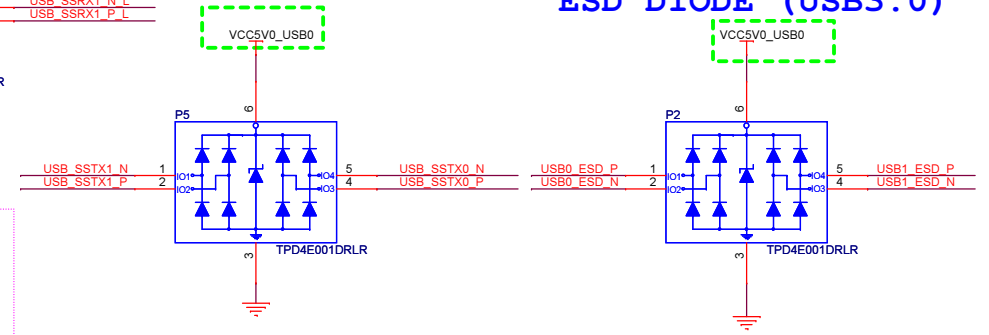 USB_SSRX1_N_L
USB_SSRX1_P_L
ESD DIODE (USB3.0)
VCC5V0_USB0
VCC5V0_USB0
R
6
6
P5
P2
USB_SSTX1_N 1 IO1 IO4 5 USB_SSTX0_N
USB_SSTX1_P 2 IO2 IO3 4 USB_SSTX0_P
USB0_ESD_P 1 IO1 IO4 5 USB1_ESD_P
USB0_ESD_N 2 IO2 IO3 4 USB1_ESD_N
3
TPD4E001DRLR
3
TPD4E001DRLR